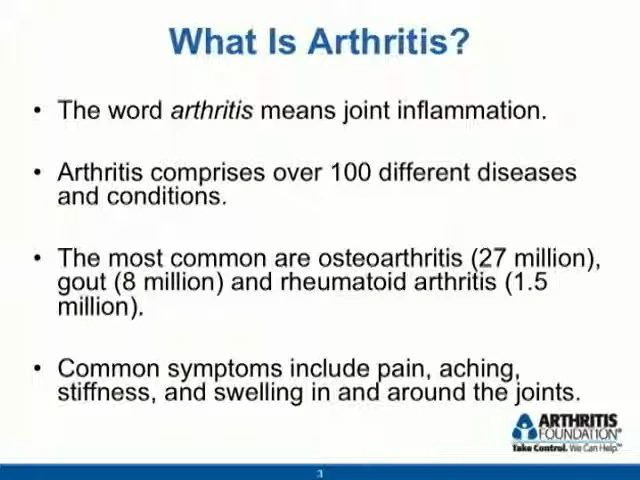 What Is Arthritis?
• The word arthritis means joint inflammation.
• Arthritis comprises over 100 different diseases
and conditions.
• The most common are osteoarthritis (27 million),
gout (8 million) and rheumatoid arthritis (1.5
million).
• Common symptoms include pain, aching,
stiffness, and swelling in and around the joints.
ARTHRITIS
FOUNDATION®
Take Control. We Can Help.™
3